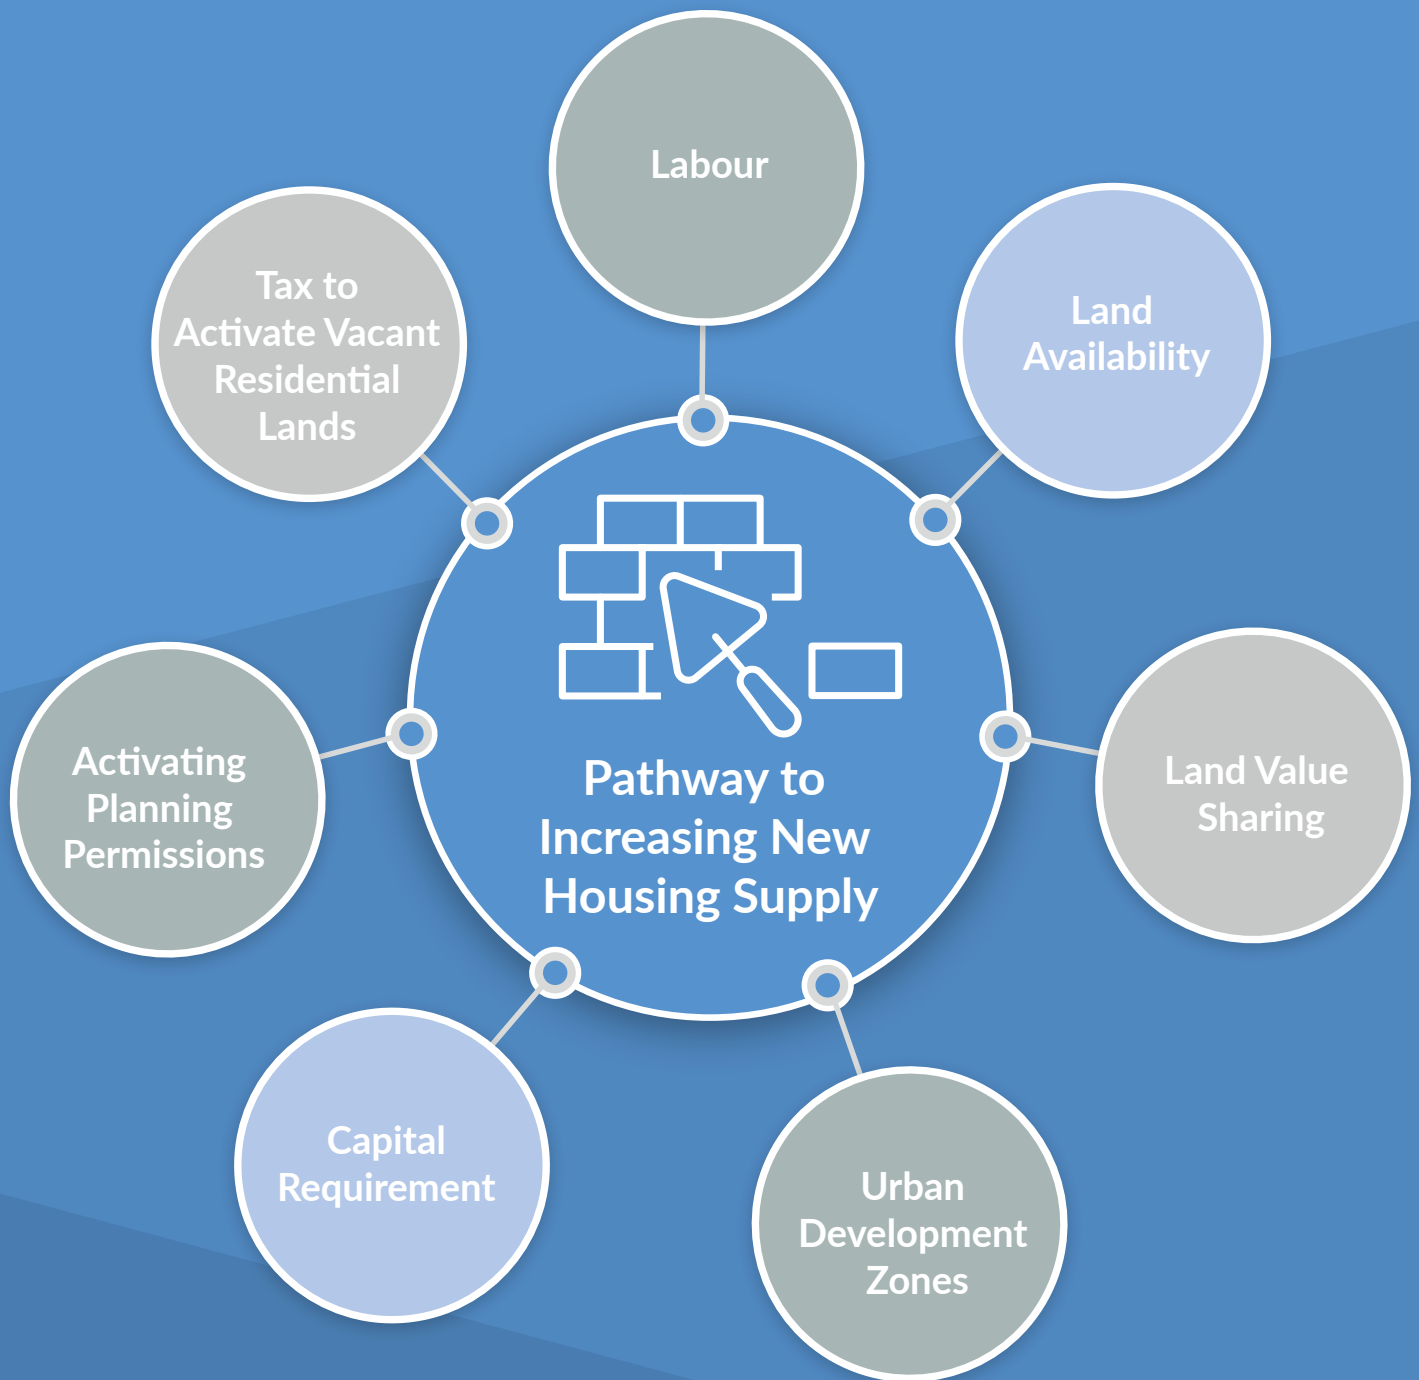 Labour
Tax to
Activate Vacant
Residential
Lands
Land
Availability
Activating
Planning
Permissions
Pathway to
Increasing New
Housing Supply
Land Value
Sharing
Capital
Requirement
Urban
Development
Zones